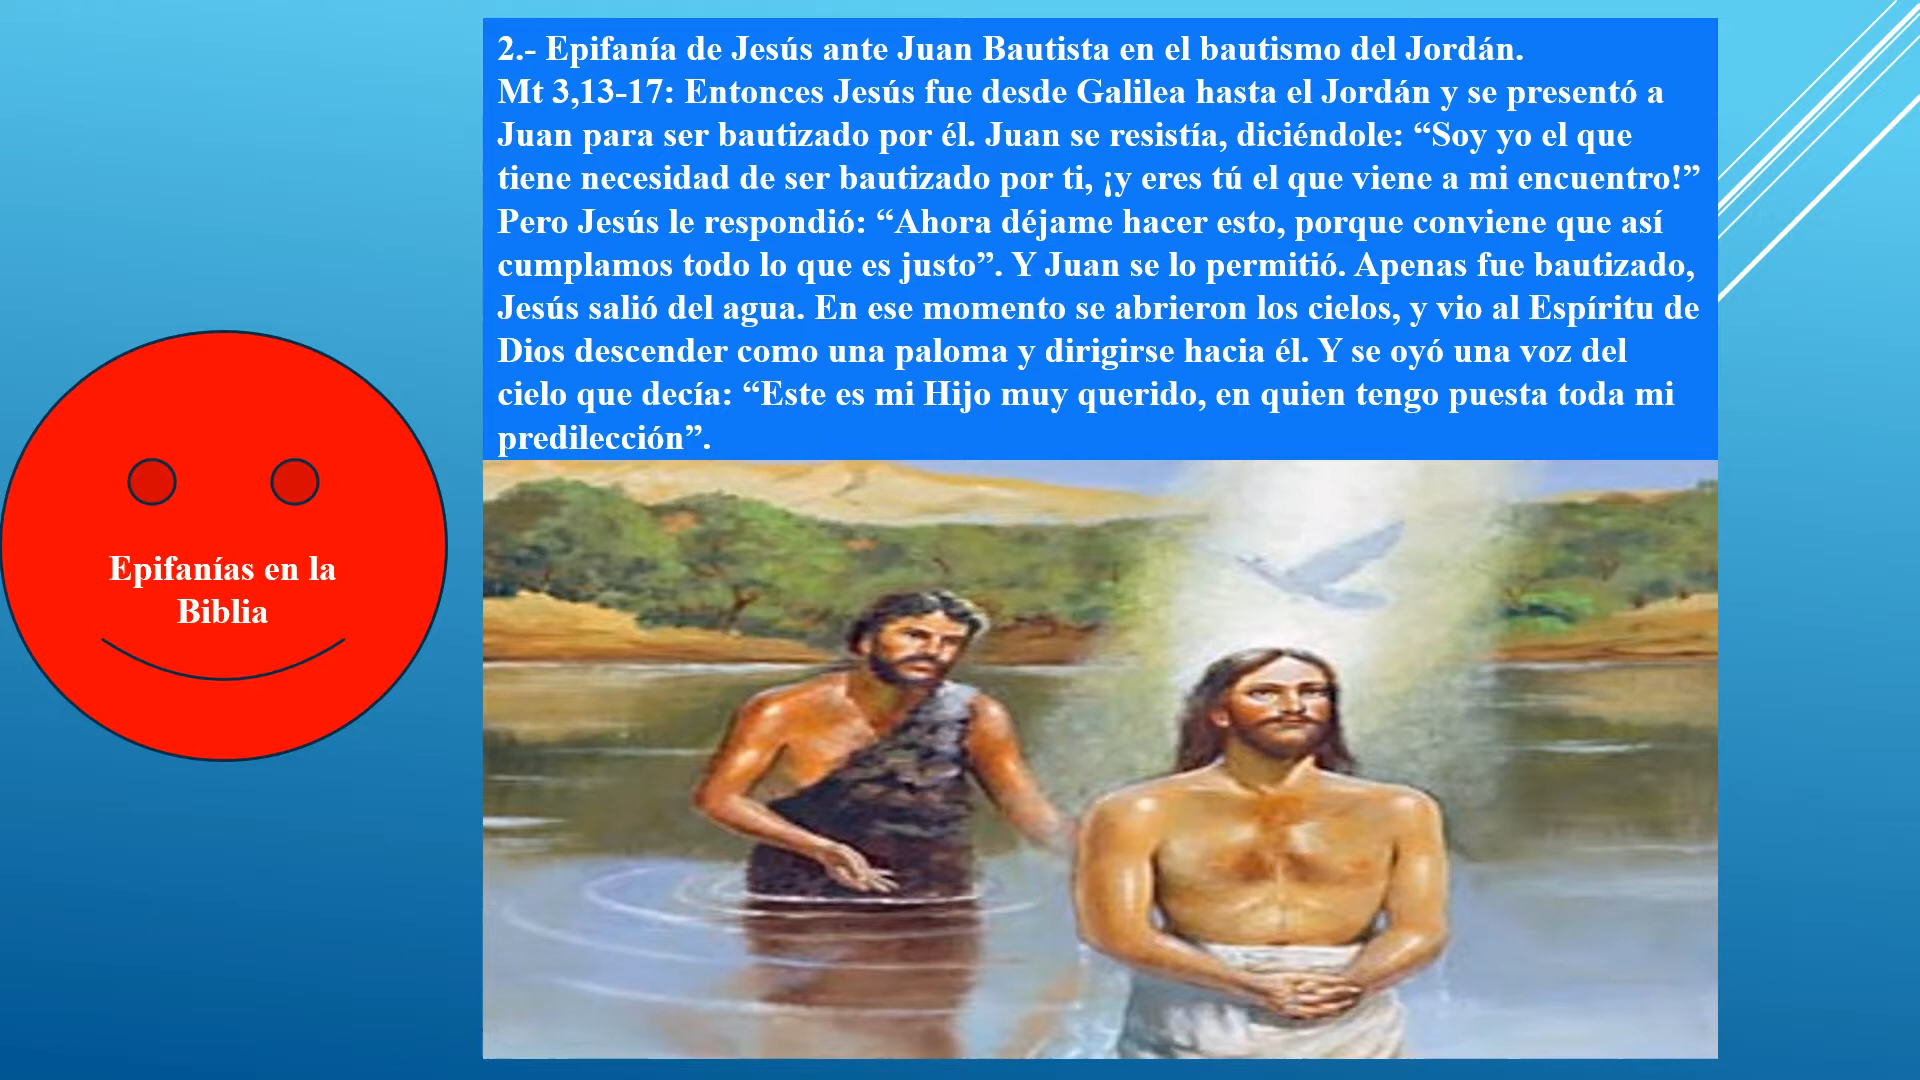 2.- Epifanía de Jesús ante Juan Bautista en el bautismo del Jordán.
Mt 3,13-17: Entonces Jesús fue desde Galilea hasta el Jordán y se presentó a
Juan para ser bautizado por él. Juan se resistía, diciéndole: “Soy yo el que
tiene necesidad de ser bautizado por ti, ¡y eres tú el que viene a mi encuentro!”
Pero Jesús le respondió: “Ahora déjame hacer esto, porque conviene que así
cumplamos todo lo que es justo”. Y Juan se lo permitió. Apenas fue bautizado,
Jesús salió del agua. En ese momento se abrieron los cielos, y vio al Espíritu de
Dios descender como una paloma y dirigirse hacia él. Y se oyó una voz del
cielo que decía: “Este es mi Hijo muy querido, en quien tengo puesta toda mi
predilección”.
Epifanías en la
Biblia